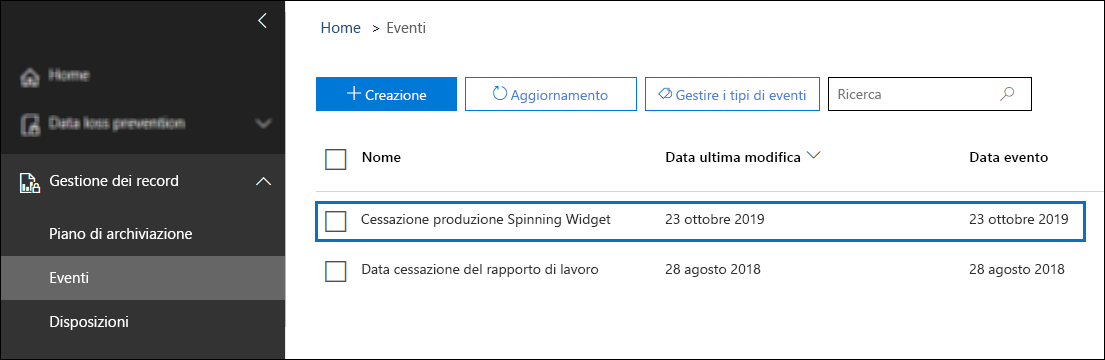 Home > Eventi
Home
Data loss prevention
Gestione dei record
Piano di archiviazione
Eventi
Disposizioni
Creazione Aggiornamento Gestire i tipi di eventi Ricerca
Nome Data ultima modifica Data evento
Cessazione produzione Spinning Widget 23 ottobre 2019 23 ottobre 2019
Data cessazione del rapporto di lavoro 28 agosto 2018 28 agosto 2018